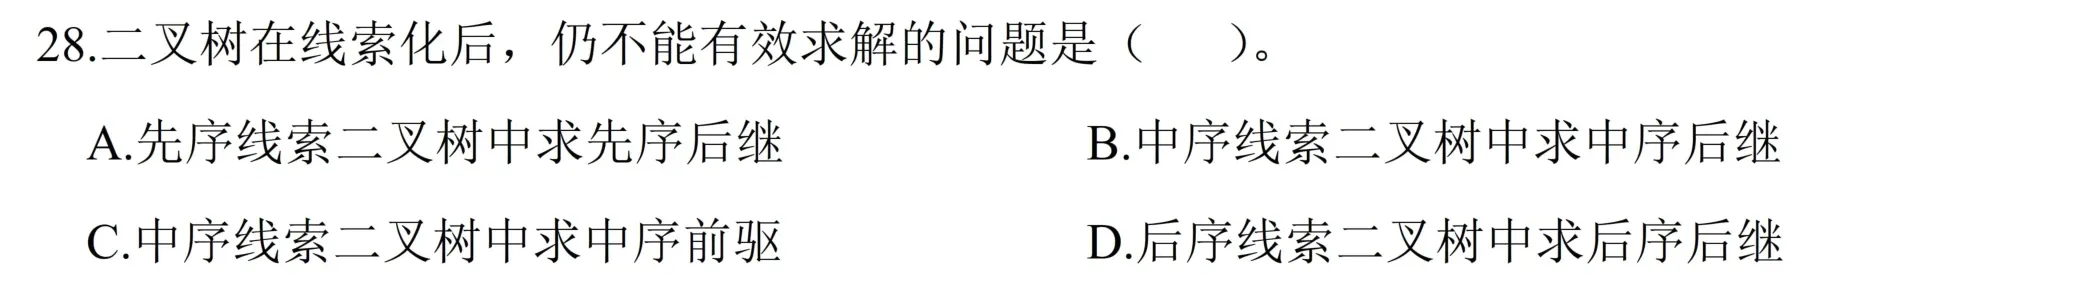 28.二叉树在线索化后，仍不能有效求解的问题是（　　）。
A.先序线索二叉树中求先序后继　　B.中序线索二叉树中求中序后继
C.中序线索二叉树中求中序前驱　　D.后序线索二叉树中求后序后继